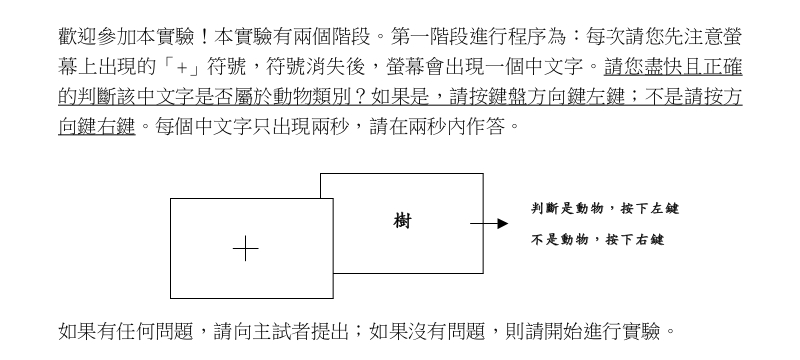 歡迎參加本實驗！本實驗有兩個階段。第一階段進行程序為：每次請您先注意螢
幕上出現的「+」符號，符號消失後，螢幕會出現一個中文字。請您盡快且正確
的判斷該中文字是否屬於動物類別？如果是，請按鍵盤方向鍵左鍵；不是請按方
向鍵右鍵。每個中文字只出現兩秒，請在兩秒內作答。
樹
判斷是動物，按下左鍵
不是動物，按下右鍵
如果有任何問題，請向主試者提出；如果沒有問題，則請開始進行實驗。